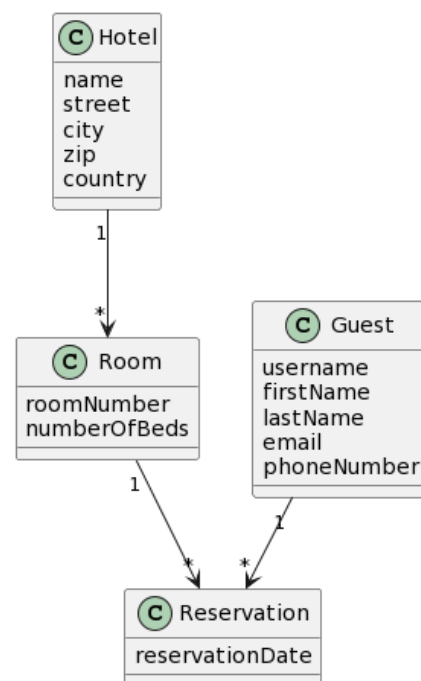 C Hotel
name
street
city
zip
country
1
*
C Room
roomNumber
numberOfBeds
C Guest
username
firstName
lastName
email
phoneNumber
1
1
*
*
C Reservation
reservationDate